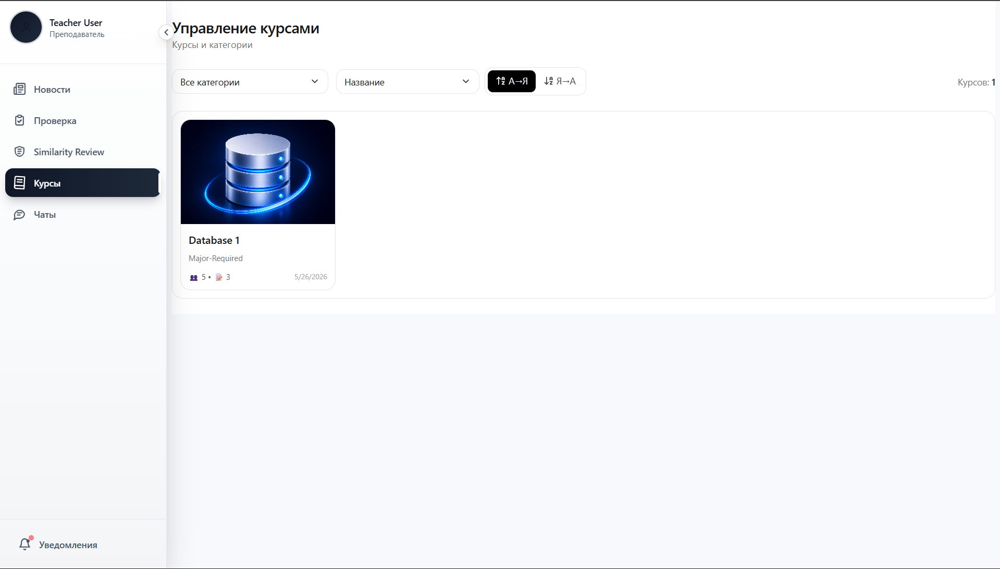 Teacher User
Преподаватель
Новости
Проверка
Similarity Review
Курсы
Чаты
Уведомления
Управление курсами
Курсы и категории
Все категории
Название
А→Я
Я→А
Курсов: 1
Database 1
Major-Required
5 • 3
5/26/2026